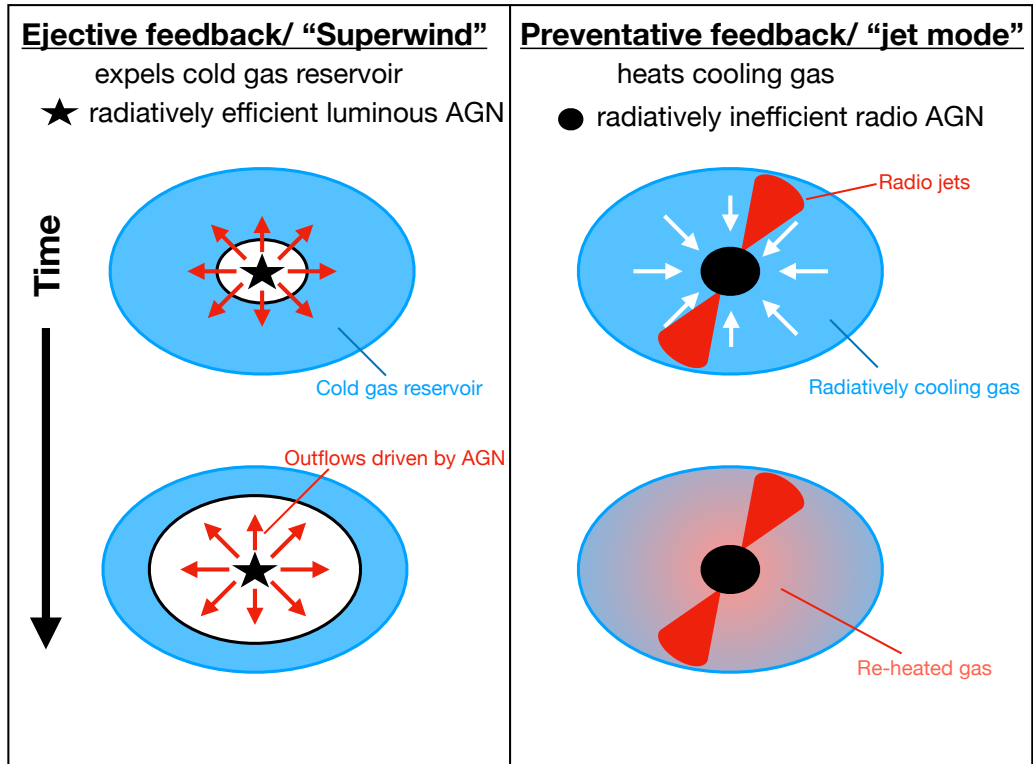 Ejective feedback/ “Superwind”
expels cold gas reservoir
radiatively efficient luminous AGN
Time
Cold gas reservoir
Outflows driven by AGN
Preventative feedback/ “jet mode”
heats cooling gas
radiatively inefficient radio AGN
Radio jets
Radiatively cooling gas
Re-heated gas